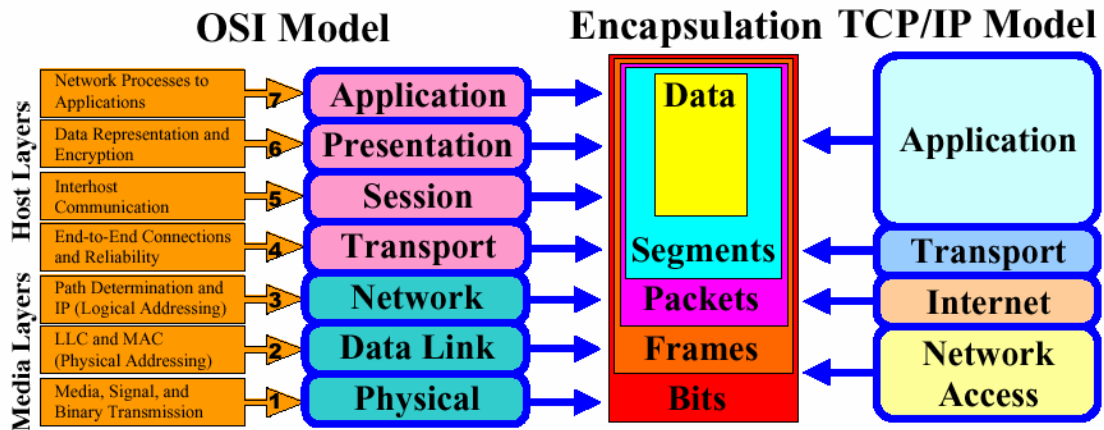 OSI Model
Encapsulation
TCP/IP Model
Host Layers
Media Layers
Network Processes to
Applications
7
Application
Data Representation and
Encryption
6
Presentation
Interhost
Communication
5
Session
End-to-End Connections
and Reliability
4
Transport
Path Determination and
IP (Logical Addressing)
3
Network
LLC and MAC
(Physical Addressing)
2
Data Link
Media, Signal, and
Binary Transmission
1
Physical
Data
Segments
Packets
Frames
Bits
Application
Transport
Internet
Network
Access